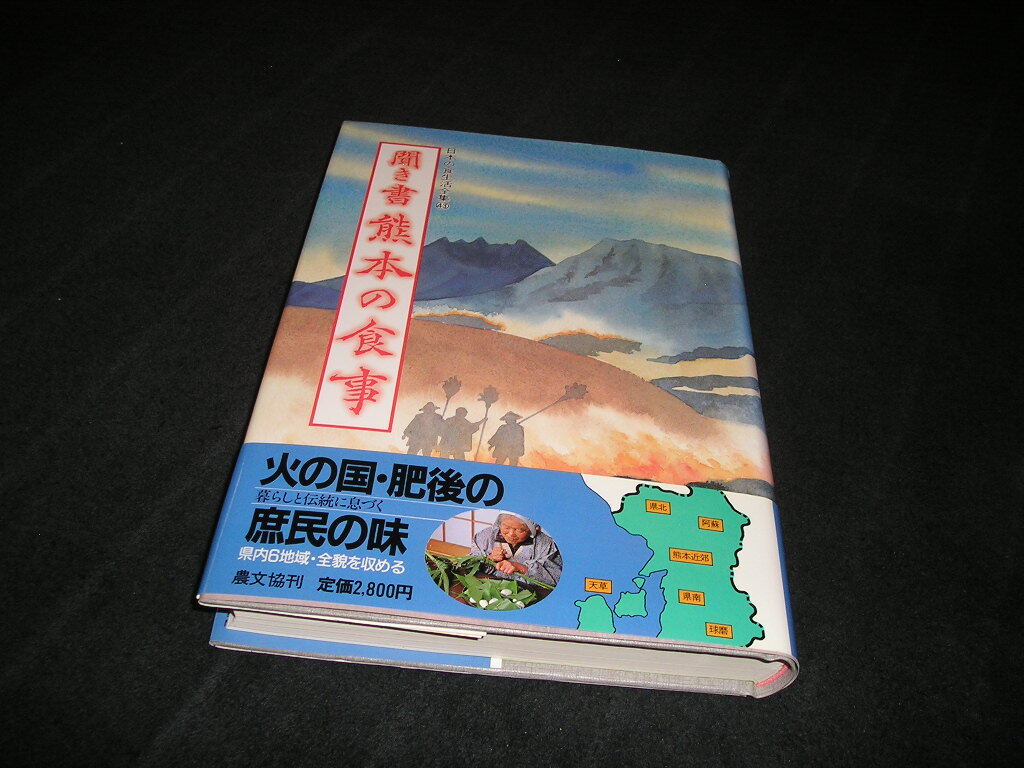 日本の食生活全集㊸
聞き書 熊本の食事
火の国・肥後の
暮らしと伝統に息づく
庶民の味
県内6地域・全貌を収める
農文協刊 定価2,800円
県北
阿蘇
熊本近郊
天草
県南
球磨